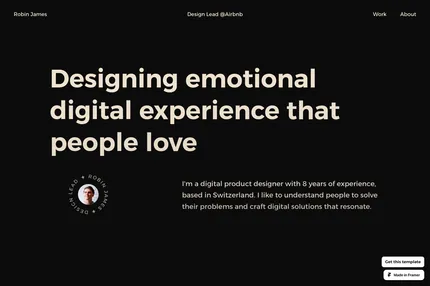 Robin James
Design Lead @Airbnb
Work
About
Designing emotional
digital experience that
people love
ROBIN JAMES ★ DESIGN LEAD ★
I'm a digital product designer with 8 years of experience,
based in Switzerland. I like to understand people to solve
their problems and craft digital solutions that resonate.
Get this template
Made in Framer